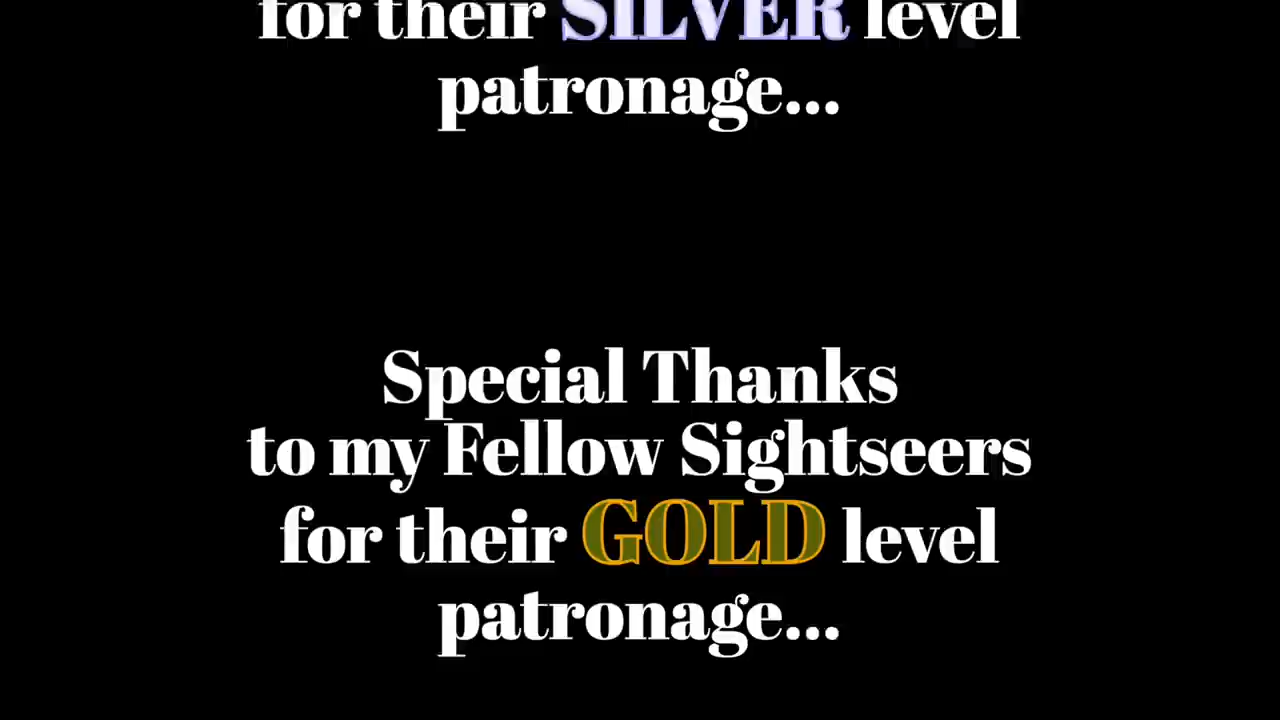 for their SILVER level
patronage...
Special Thanks
to my Fellow Sightseers
for their GOLD level
patronage...